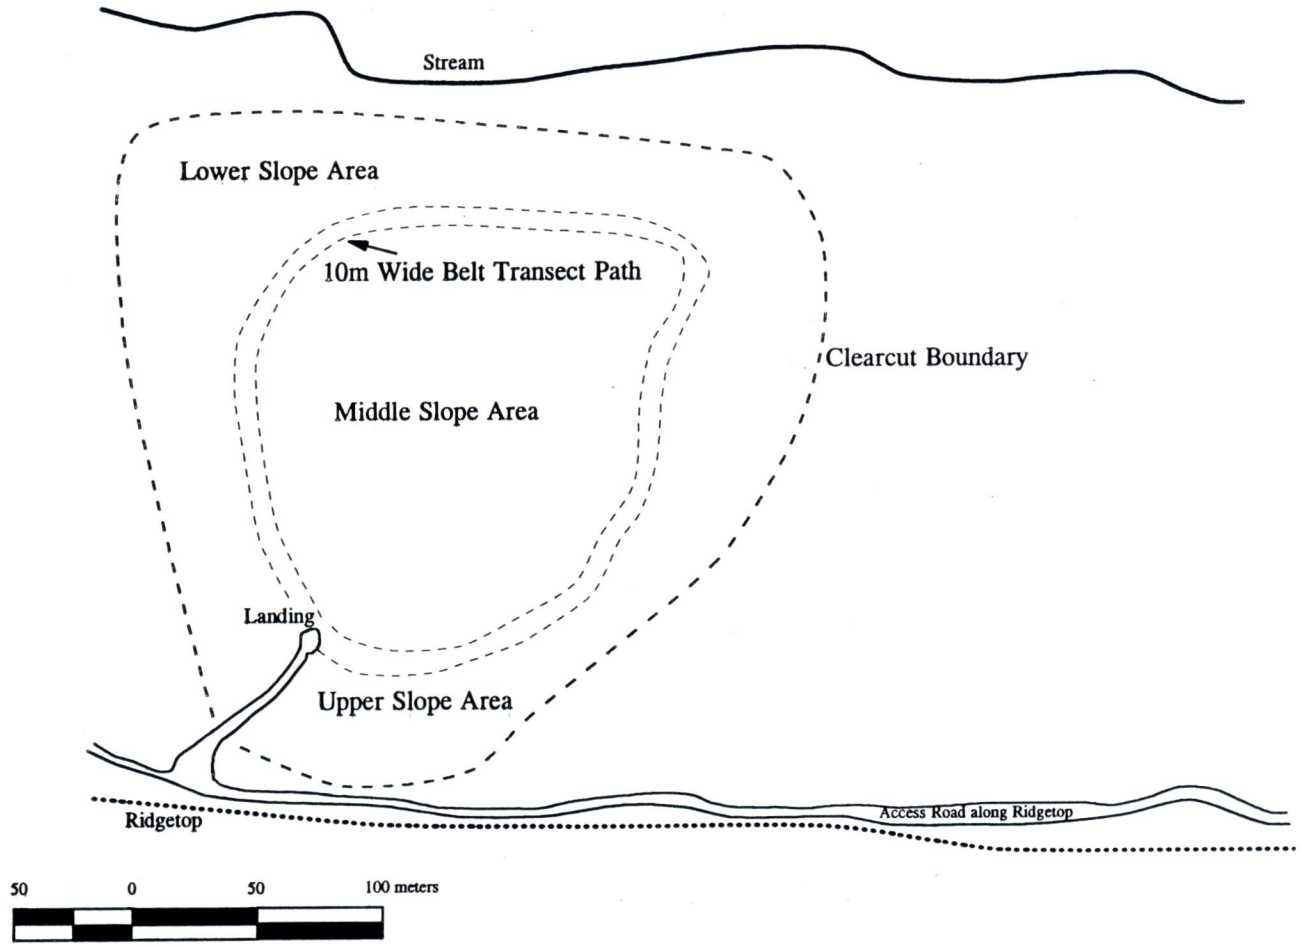 Stream
Lower Slope Area
10m Wide Belt Transect Path
Clearcut Boundary
Middle Slope Area
Landing
Upper Slope Area
Access Road along Ridgetop
Ridgetop
50 0 50 100 meters